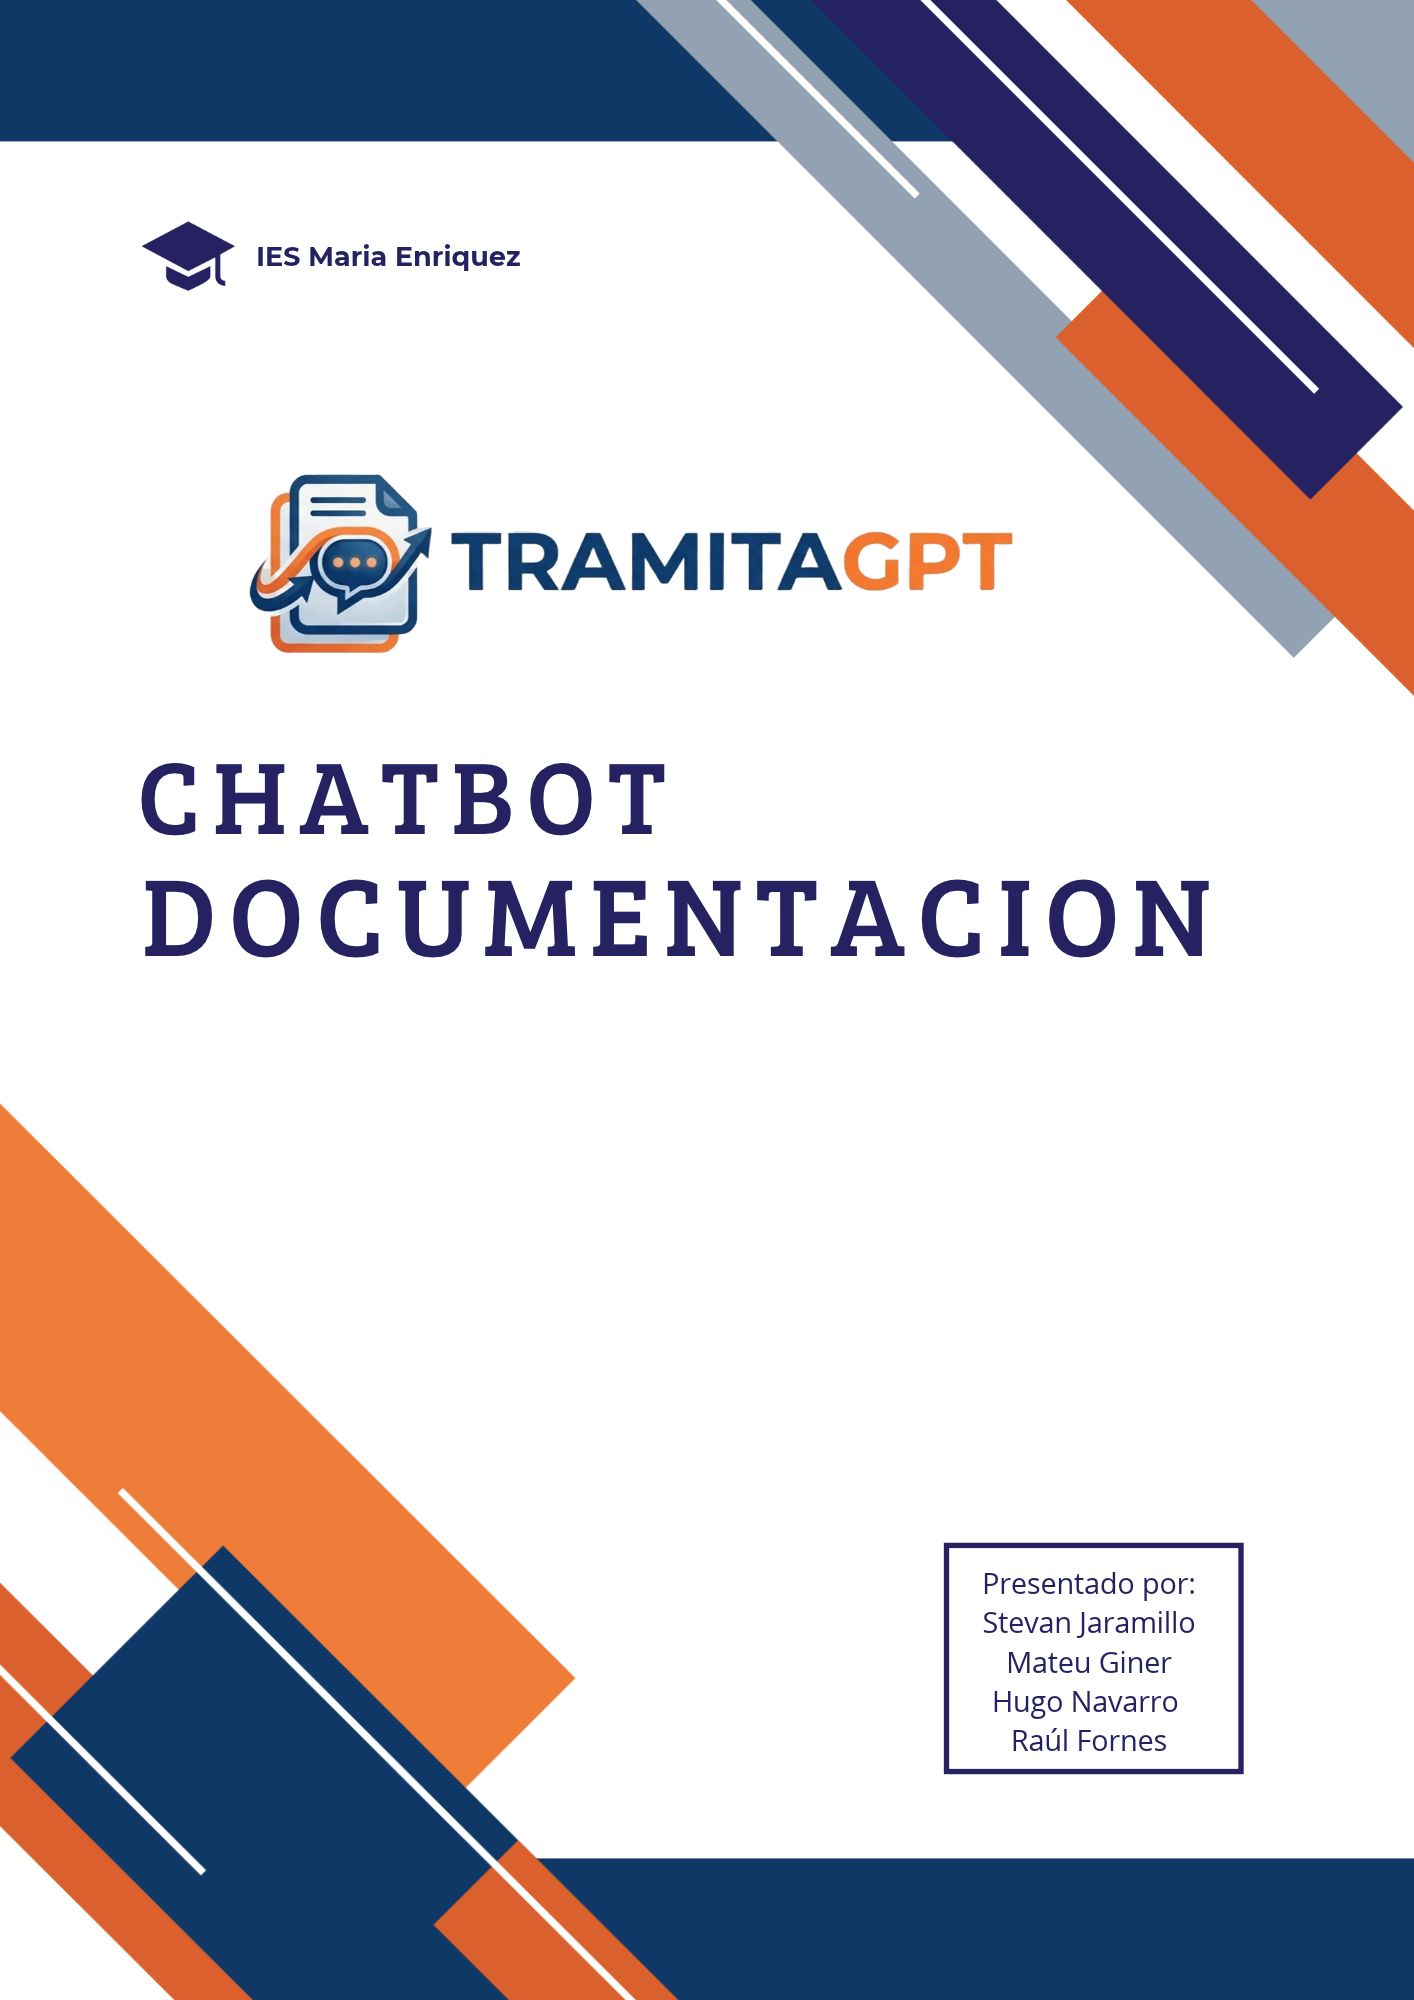 IES Maria Enriquez
TRAMITAGPT
CHATBOT
DOCUMENTACION
Presentado por:
Stevan Jaramillo
Mateu Giner
Hugo Navarro
Raúl Fornes